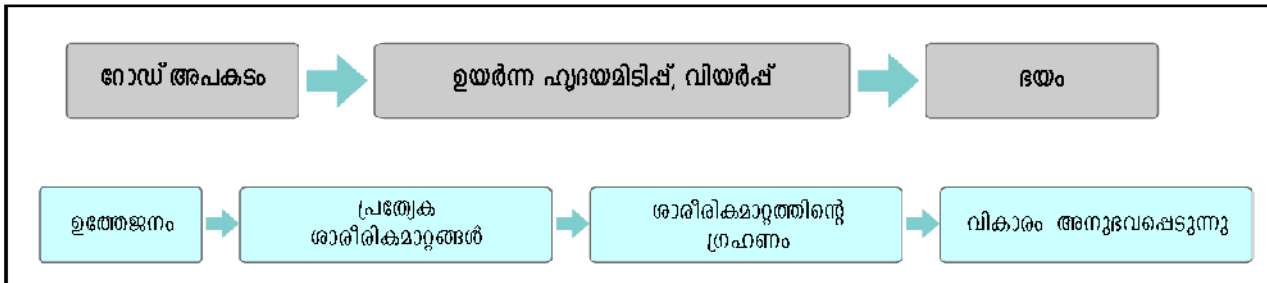 റോഡ് അപകടം
ഉയർന്ന ഹൃദയമിടിപ്പ്, വിയർപ്പ്
ഭയം
ഉത്തേജനം
പ്രത്യേക
ശാരീരികമാറ്റങ്ങൾ
ശാരീരികമാറ്റത്തിന്റെ
ഗ്രഹണം
വികാരം അനുഭവപ്പെടുന്നു